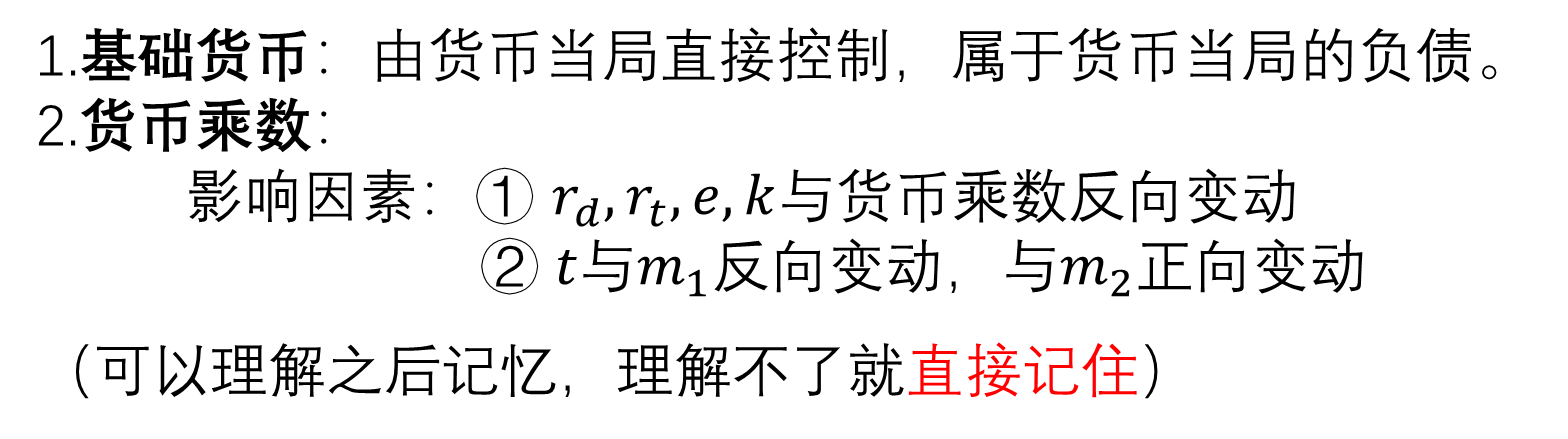 1.基础货币：由货币当局直接控制，属于货币当局的负债。
2.货币乘数：
影响因素：① r_d, r_t, e, k与货币乘数反向变动
② t与m_1反向变动，与m_2正向变动
（可以理解之后记忆，理解不了就直接记住）